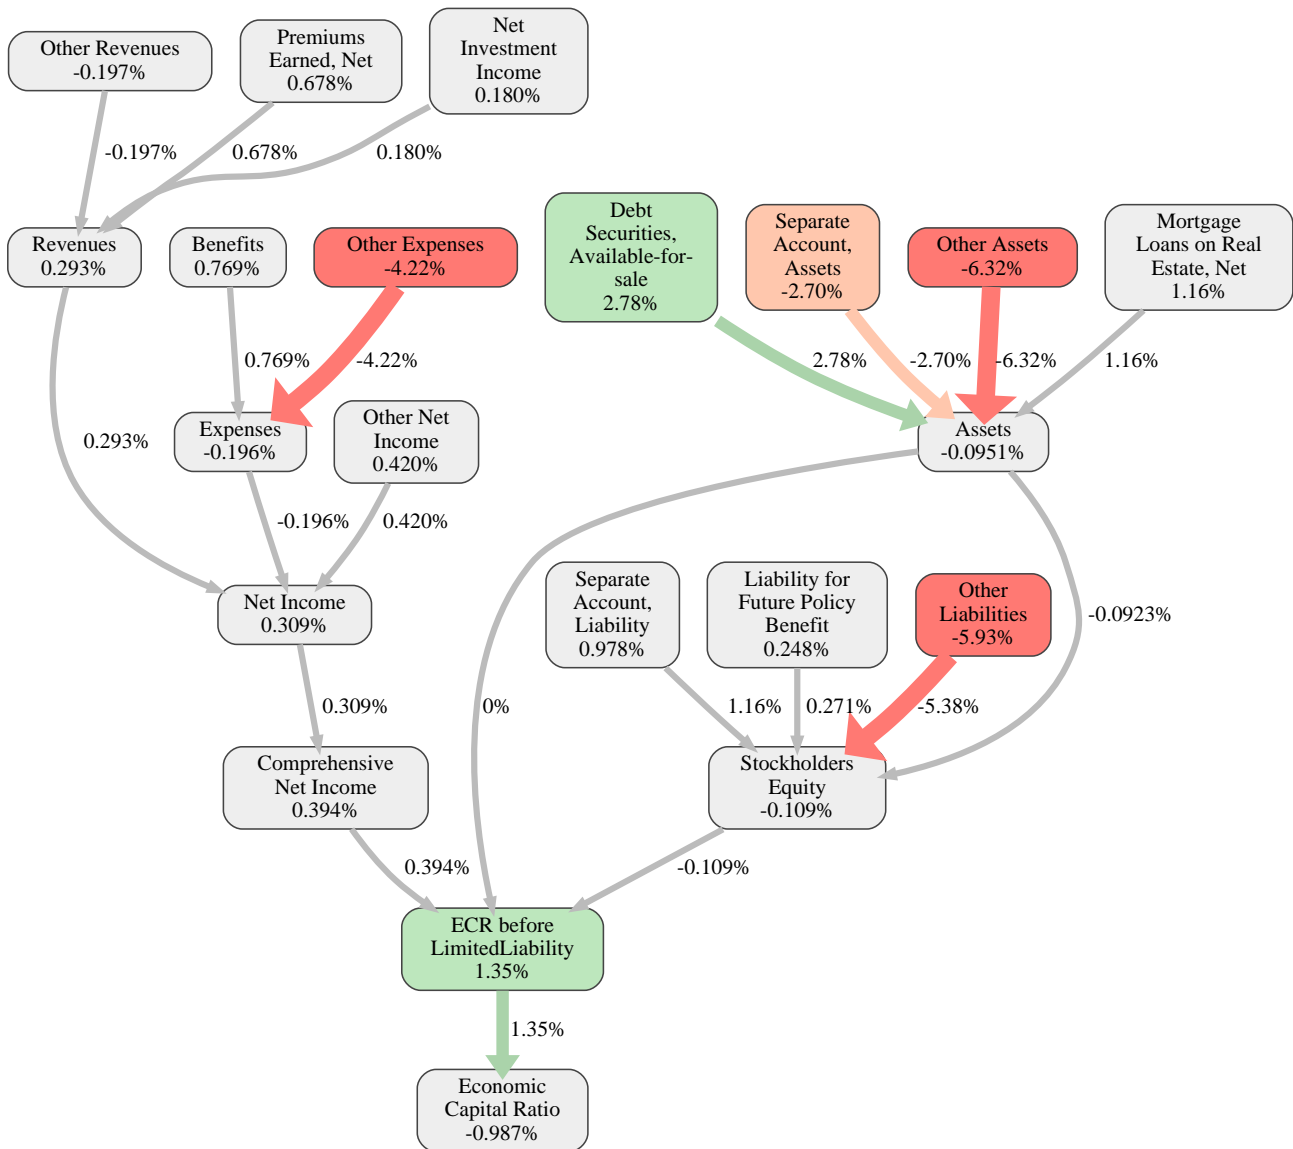 Other Revenues
-0.197%
Premiums
Earned, Net
0.678%
Net
Investment
Income
0.180%
-0.197%
0.678%
0.180%
Revenues
0.293%
Benefits
0.769%
Other Expenses
-4.22%
Debt
Securities,
Available-for-
sale
2.78%
Separate
Account,
Assets
-2.70%
Other Assets
-6.32%
Mortgage
Loans on Real
Estate, Net
1.16%
0.769%
-4.22%
2.78%
-2.70%
-6.32%
1.16%
0.293%
Expenses
-0.196%
Other Net
Income
0.420%
Assets
-0.0951%
-0.196%
0.420%
Net Income
0.309%
Separate
Account,
Liability
0.978%
Liability for
Future Policy
Benefit
0.248%
Other
Liabilities
-5.93%
-0.0923%
0.309%
0%
1.16%
0.271%
-5.38%
Comprehensive
Net Income
0.394%
Stockholders
Equity
-0.109%
0.394%
-0.109%
ECR before
LimitedLiability
1.35%
1.35%
Economic
Capital Ratio
-0.987%